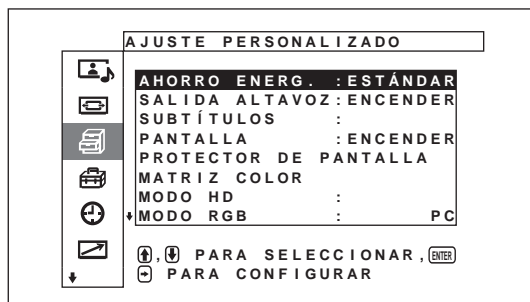 AJUSTE PERSONALIZADO
AHORRO ENERG. :ESTÁNDAR
SALIDA ALTAVOZ:ENCENDER
SUBTÍTULOS :
PANTALLA :ENCENDER
PROTECTOR DE PANTALLA
MATRIZ COLOR
MODO HD :
MODO RGB : PC
, PARA SELECCIONAR, ENTER
PARA CONFIGURAR